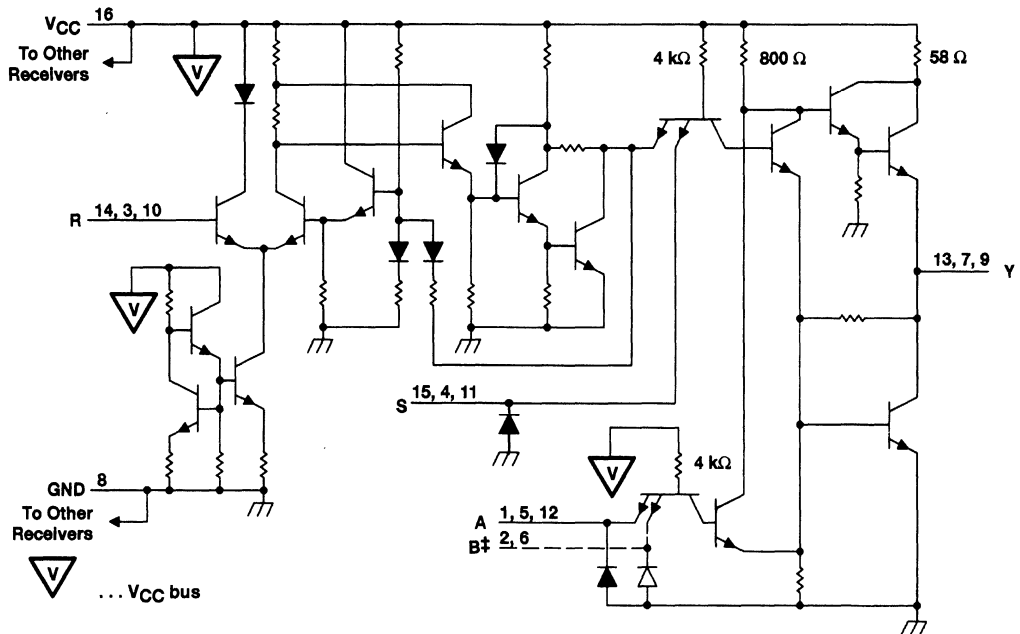 VCC 16
To Other
Receivers
V
4 kΩ
800 Ω
58 Ω
R 14, 3, 10
V
13, 7, 9 Y
S 15, 4, 11
V
4 kΩ
GND 8
To Other
Receivers
A 1, 5, 12
B‡ 2, 6
V
. . . VCC bus